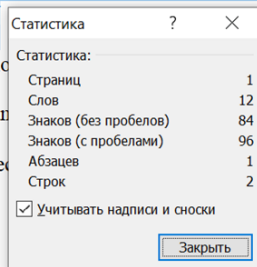 Статистика
Статистика:
Страниц 1
Слов 12
Знаков (без пробелов) 84
Знаков (с пробелами) 96
Абзацев 1
Строк 2
Учитывать надписи и сноски
Закрыть